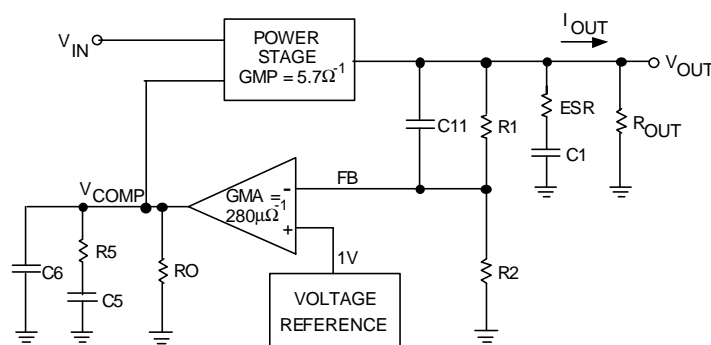 V_IN
POWER
STAGE
GMP = 5.7Ω⁻¹
I_OUT
V_OUT
C11
R1
ESR
C1
R_OUT
V_COMP
GMA =
280μΩ⁻¹
-
+
FB
1V
R2
C6
R5
C5
RO
VOLTAGE
REFERENCE